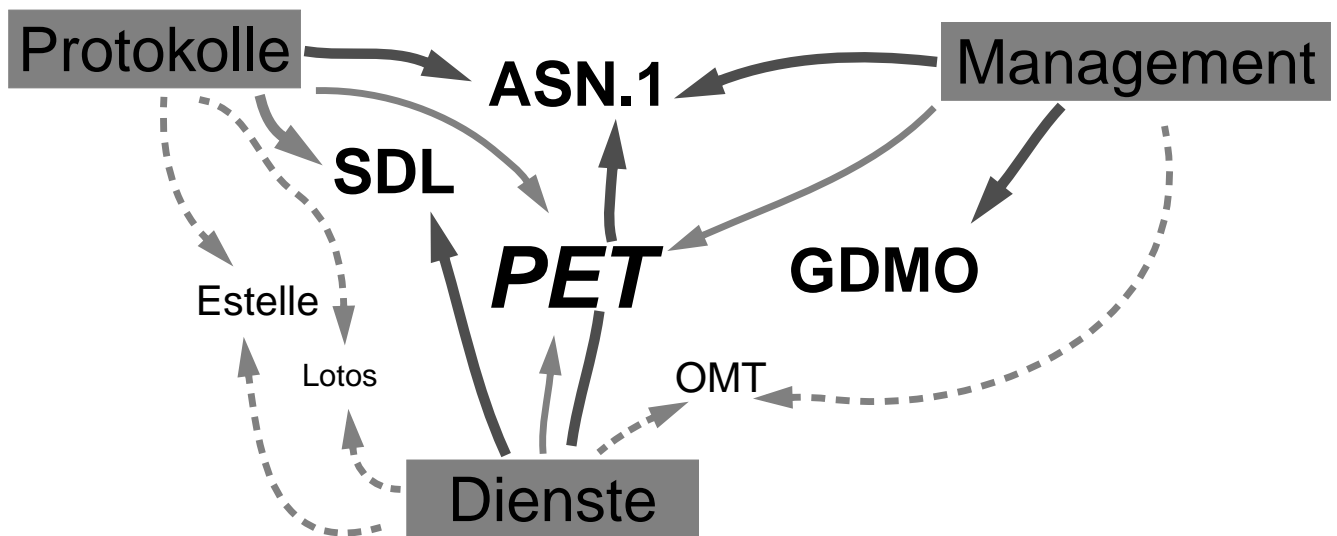 Protokolle
Management
ASN.1
SDL
PET
GDMO
Estelle
Lotos
OMT
Dienste